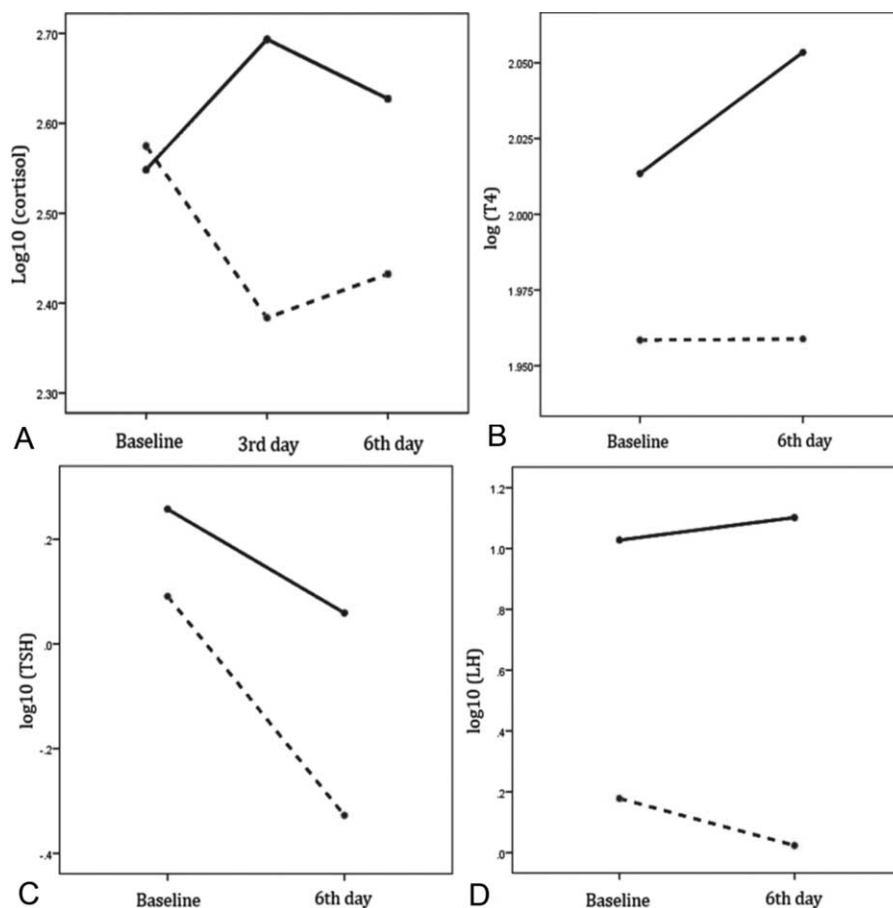 2.70
2.60
2.50
2.40
2.30
Log10 (cortisol)
Baseline 3rd day 6th day
A
2.050
2.025
2.000
1.975
1.950
log (T4)
Baseline 6th day
B
.2
.0
-.2
-.4
log10 (TSH)
Baseline 6th day
C
1.2
1.0
.8
.6
.4
.2
.0
log10 (LH)
Baseline 6th day
D